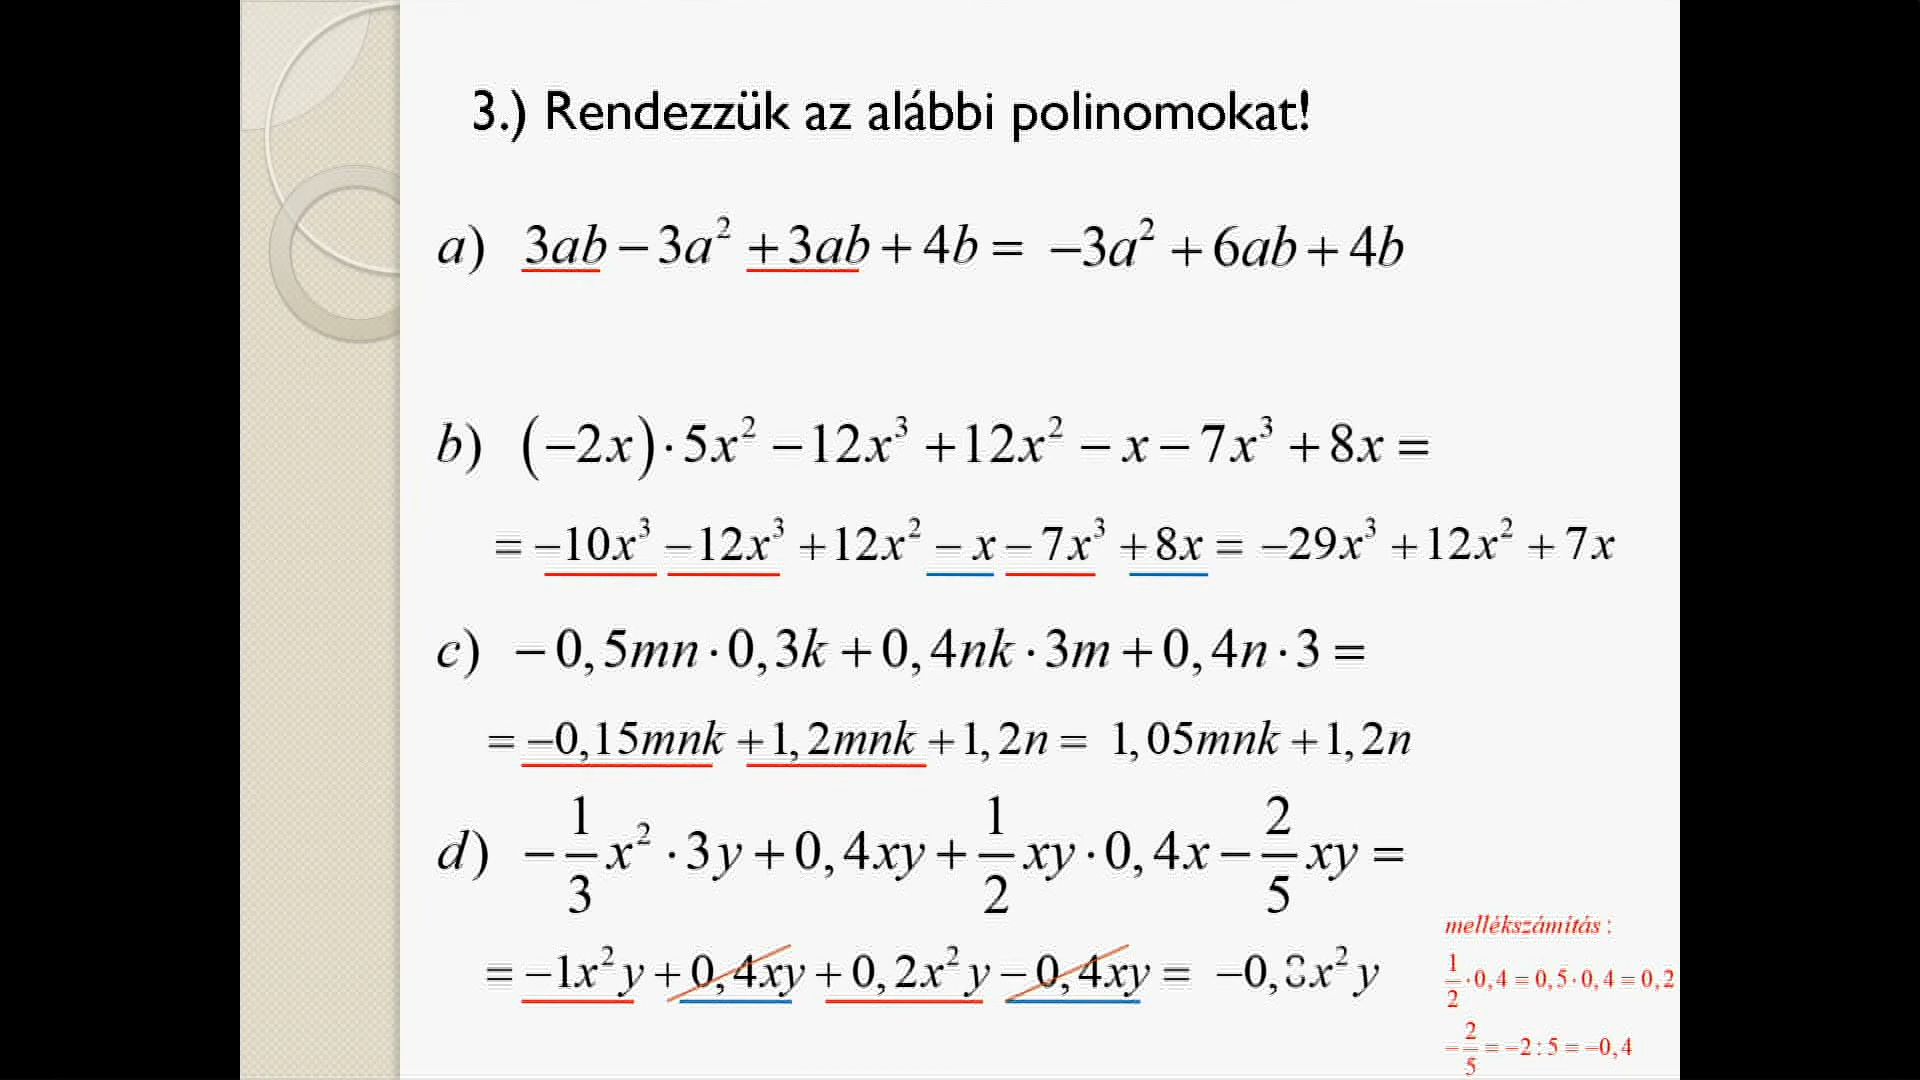 3.) Rendezzük az alábbi polinomokat!
a) 3ab − 3a² + 3ab + 4b = −3a² + 6ab + 4b
b) (−2x)·5x² − 12x³ + 12x² − x − 7x³ + 8x =
= −10x³ − 12x³ + 12x² − x − 7x³ + 8x = −29x³ + 12x² + 7x
c) −0,5mn·0,3k + 0,4nk·3m + 0,4n·3 =
= −0,15mnk + 1,2mnk + 1,2n = 1,05mnk + 1,2n
d) −1/3 x²·3y + 0,4xy + 1/2 xy·0,4x − 2/5 xy =
= −1x²y + 0,4xy + 0,2x²y − 0,4xy = −0,8x²y
mellékszámítás :
1/2·0,4 = 0,5·0,4 = 0,2
−2/5 = −2:5 = −0,4